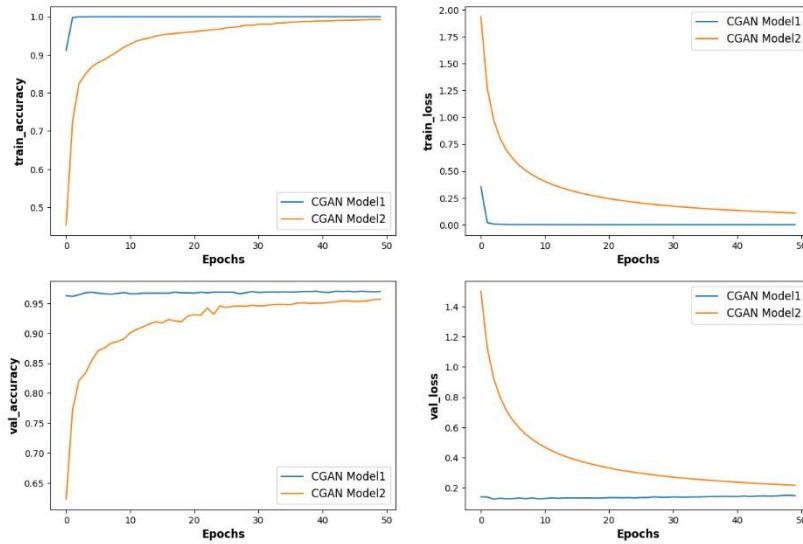 train_accuracy
1.0
0.9
0.8
0.7
0.6
0.5
CGAN Model1
CGAN Model2
0 10 20 30 40 50
Epochs
train_loss
2.00
1.75
1.50
1.25
1.00
0.75
0.50
0.25
0.00
CGAN Model1
CGAN Model2
0 10 20 30 40 50
Epochs
val_accuracy
0.95
0.90
0.85
0.80
0.75
0.70
0.65
CGAN Model1
CGAN Model2
0 10 20 30 40 50
Epochs
val_loss
1.4
1.2
1.0
0.8
0.6
0.4
0.2
CGAN Model1
CGAN Model2
0 10 20 30 40 50
Epochs